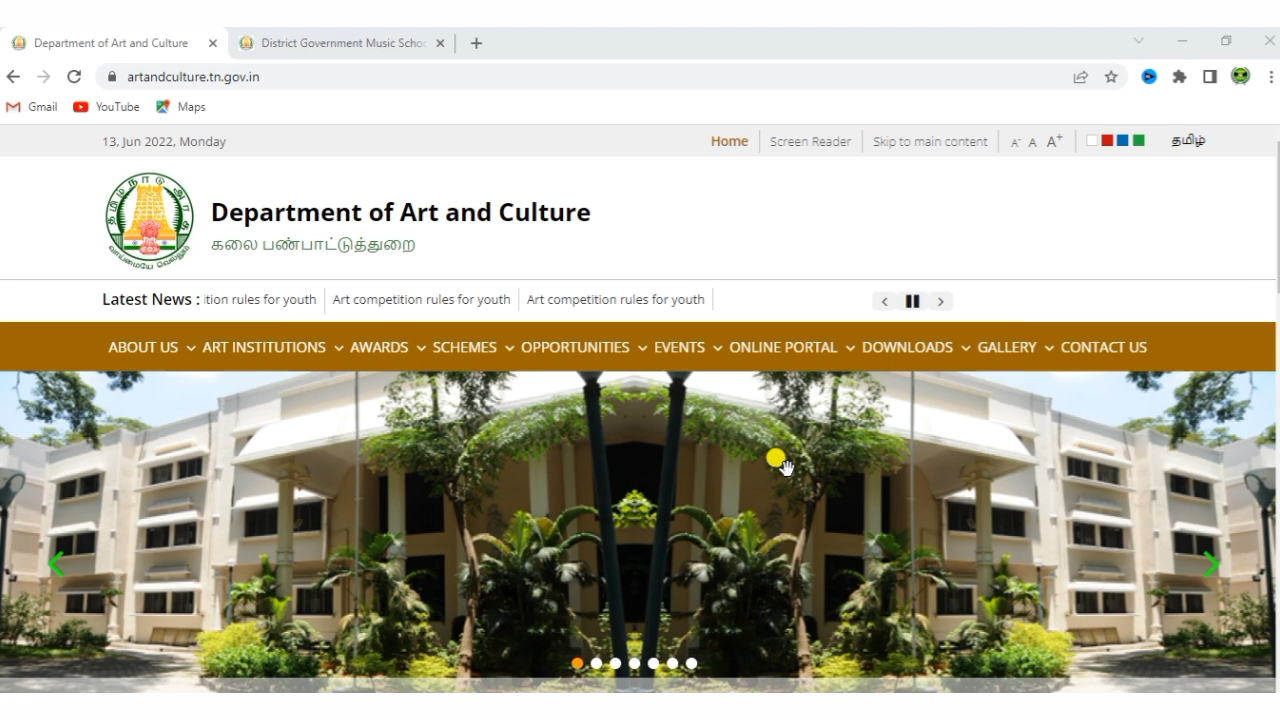 Department of Art and Culture
District Government Music Schoo
artandculture.tn.gov.in
Gmail YouTube Maps
13, Jun 2022, Monday Home Screen Reader Skip to main content A- A A+ தமிழ்
Department of Art and Culture
கலை பண்பாட்டுத்துறை
Latest News : ition rules for youth Art competition rules for youth Art competition rules for youth
ABOUT US ART INSTITUTIONS AWARDS SCHEMES OPPORTUNITIES EVENTS ONLINE PORTAL DOWNLOADS GALLERY CONTACT US